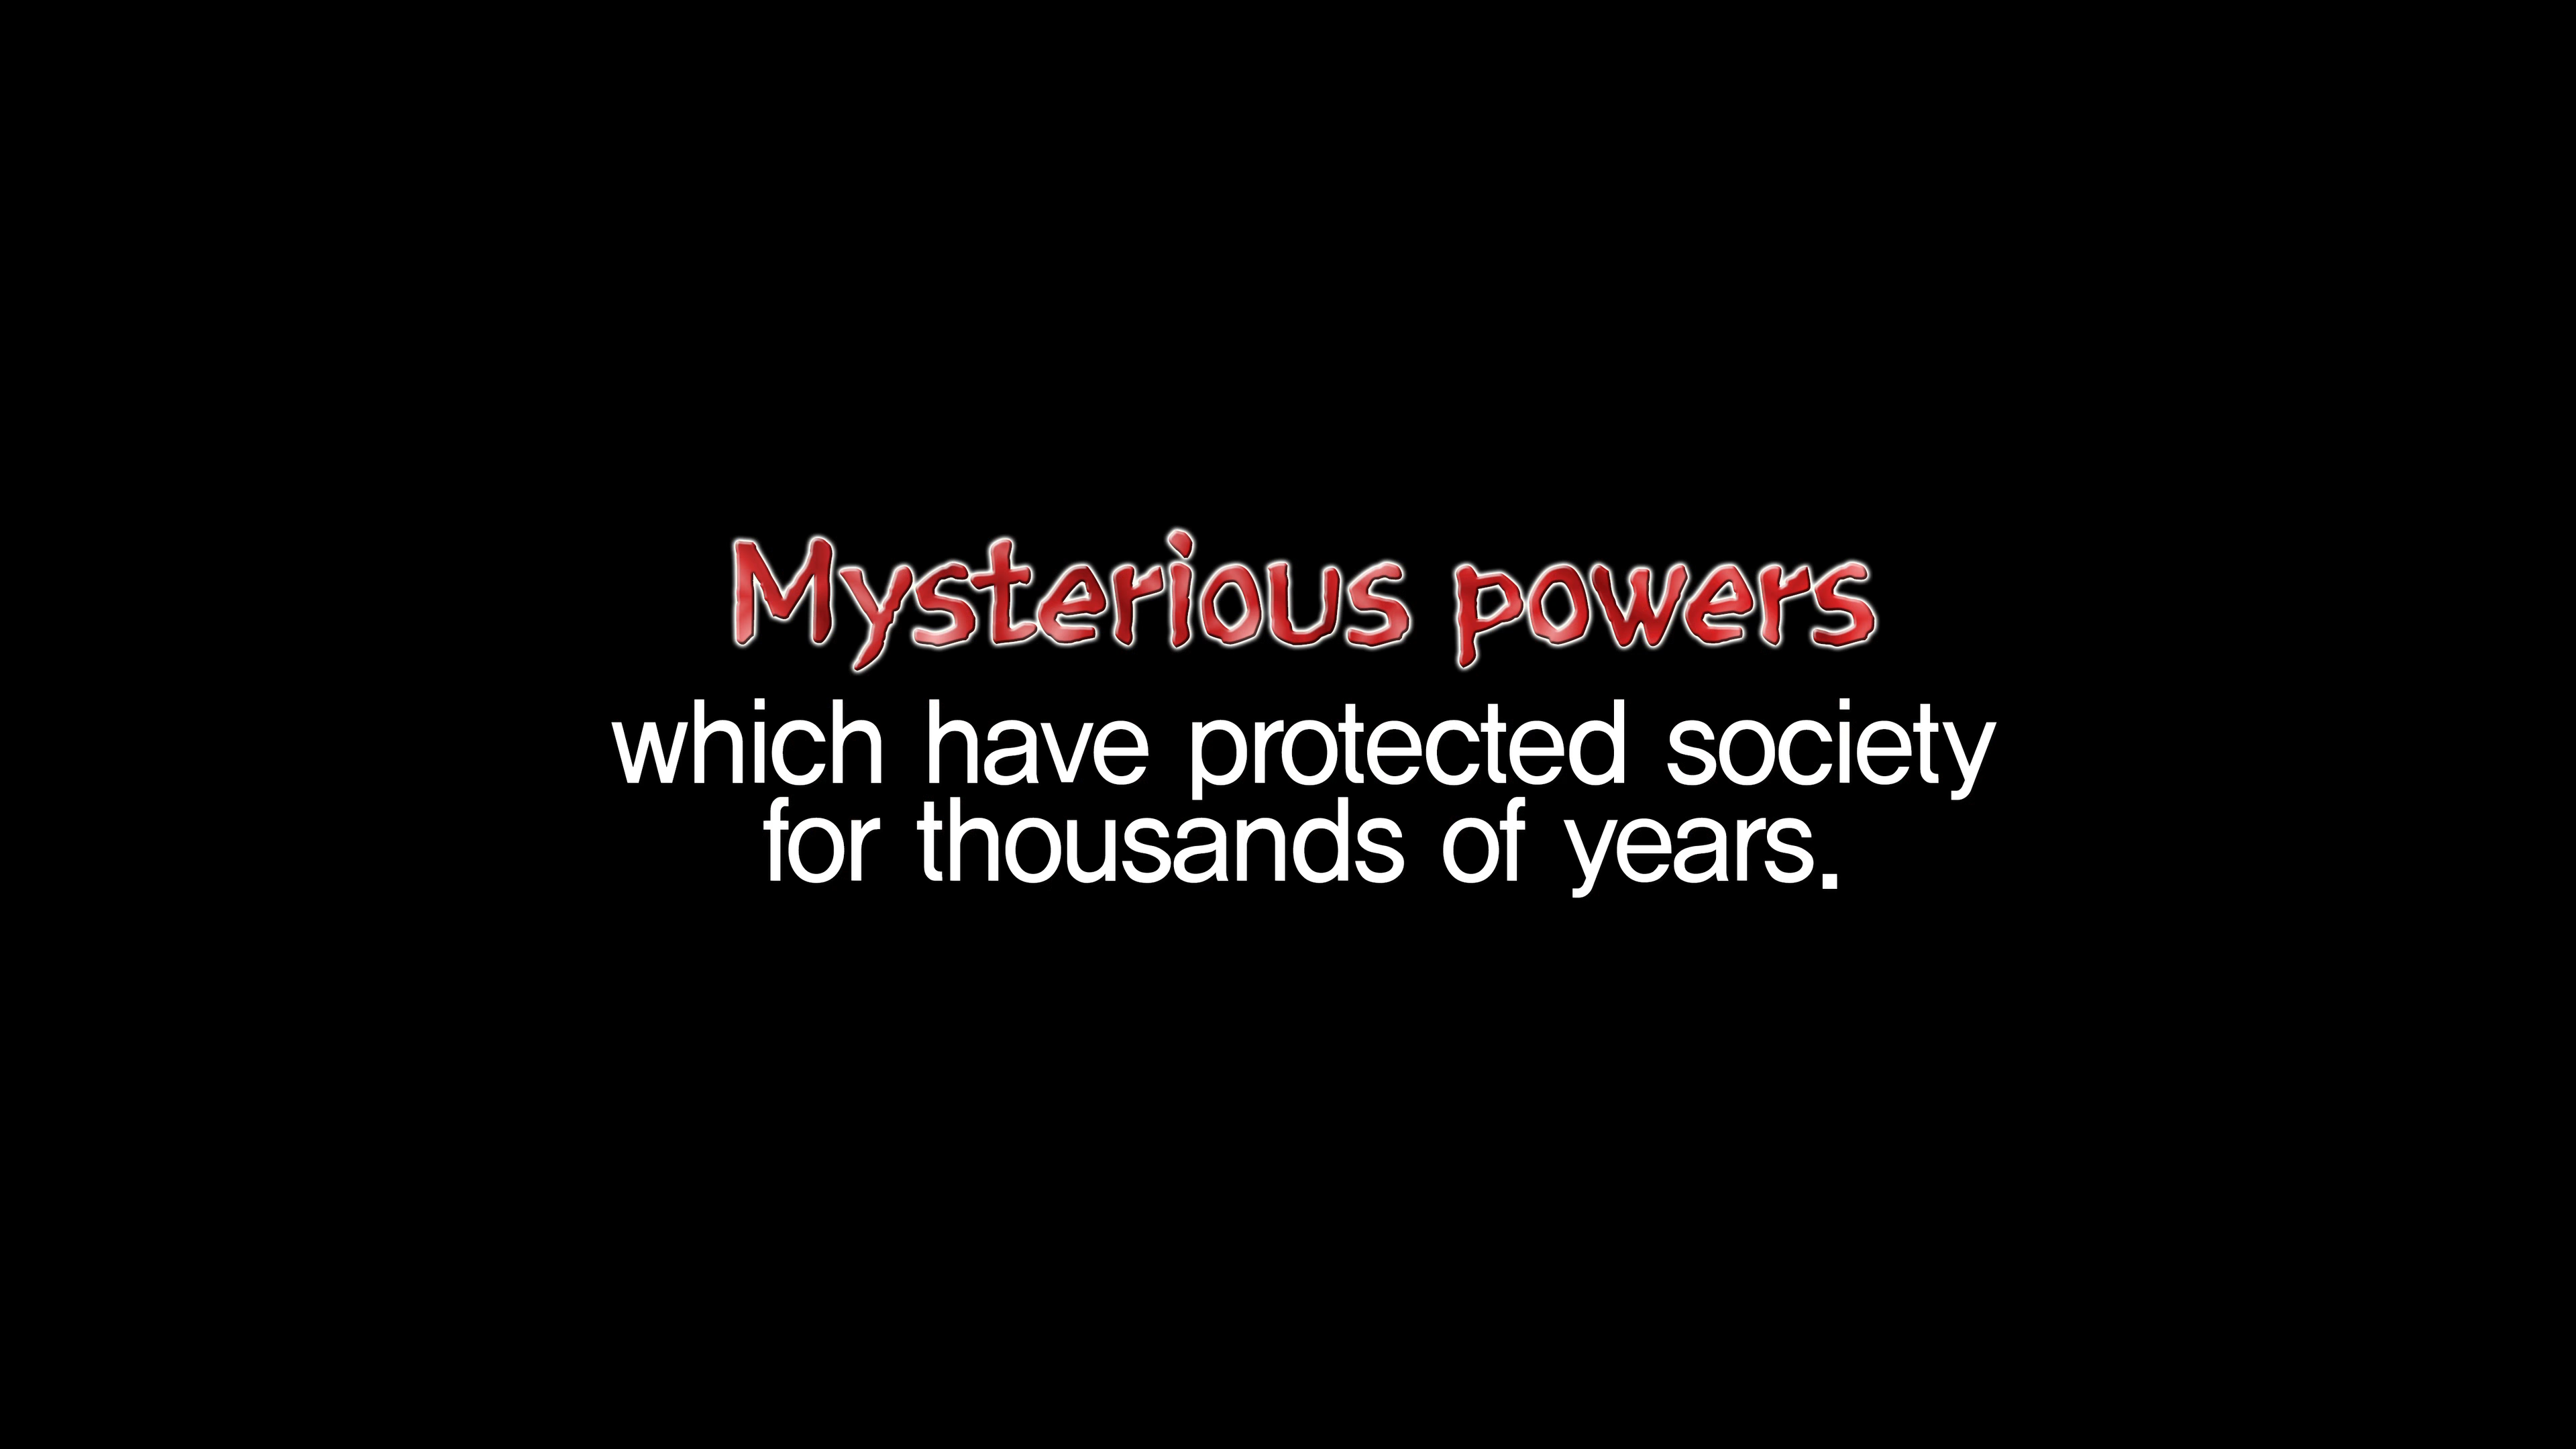 Mysterious powers
which have protected society
for thousands of years.